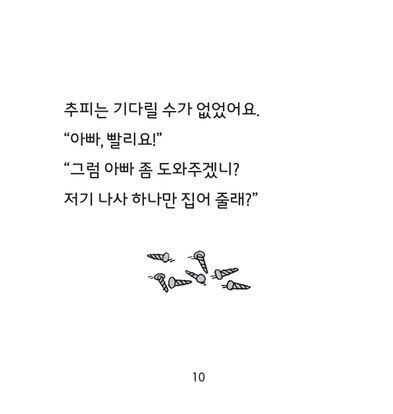 추피는 기다릴 수가 없었어요.
“아빠, 빨리요!”
“그럼 아빠 좀 도와주겠니?
저기 나사 하나만 집어 줄래?”
10